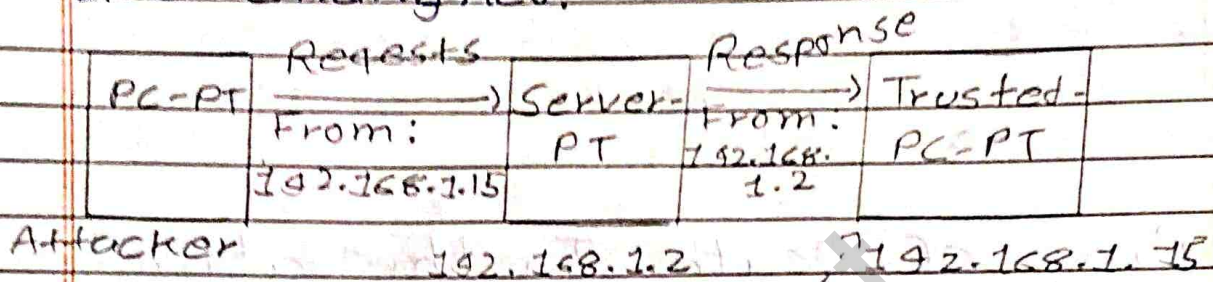 Reqests
Response
PC-PT
Server-
PT
Trusted-
PC-PT
From:
192.168.1.15
From:
192.168.
1.2
Attacker
192.168.1.2
192.168.1.15